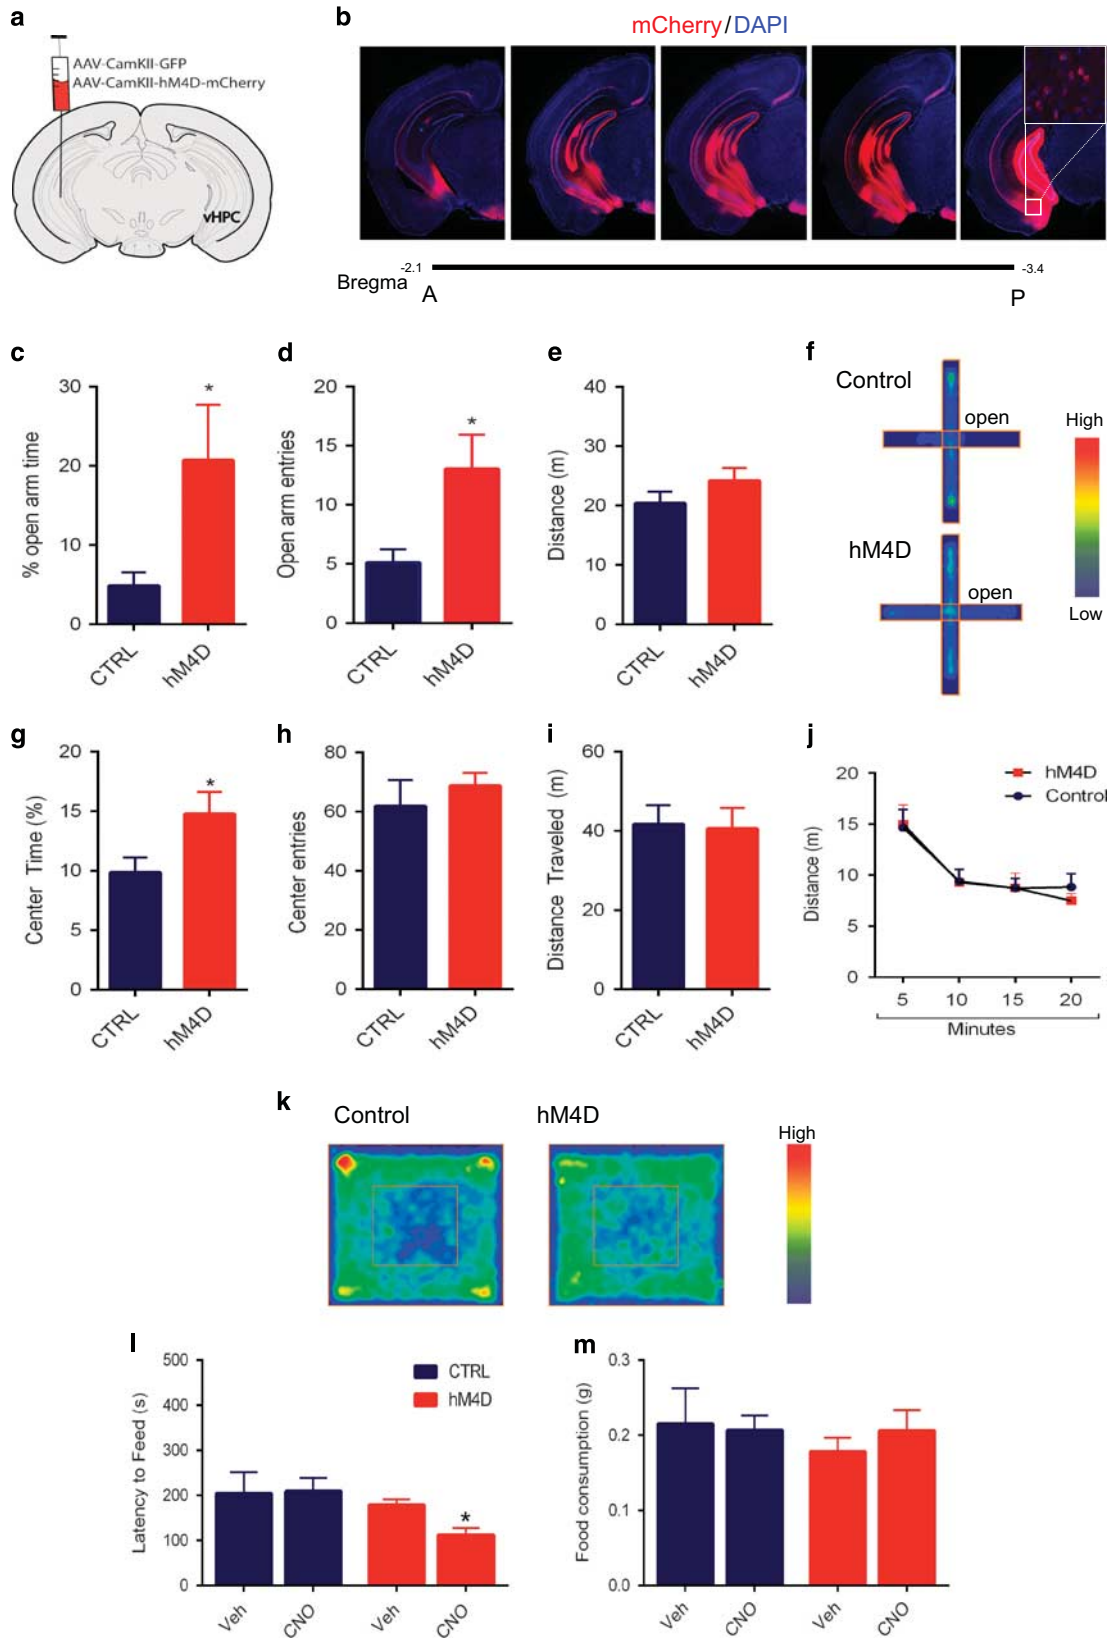 a
AAV-CamKII-GFP
AAV-CamKII-hM4D-mCherry
vHPC
b
mCherry/DAPI
Bregma
-2.1
-3.4
A
P
c
% open arm time
30
20
10
0
*
CTRL
hM4D
d
Open arm entries
20
15
10
5
0
*
CTRL
hM4D
e
Distance (m)
40
30
20
10
0
CTRL
hM4D
f
Control
open
hM4D
open
High
Low
g
Center Time (%)
20
15
10
5
0
*
CTRL
hM4D
h
Center entries
80
60
40
20
0
CTRL
hM4D
i
Distance Traveled (m)
60
40
20
0
CTRL
hM4D
j
Distance (m)
20
15
10
5
0
hM4D
Control
5 10 15 20
Minutes
k
Control
hM4D
High
l
Latency to Feed (s)
500
400
300
200
100
0
CTRL
hM4D
*
Veh
CNO
Veh
CNO
m
Food consumption (g)
0.3
0.2
0.1
0.0
Veh
CNO
Veh
CNO